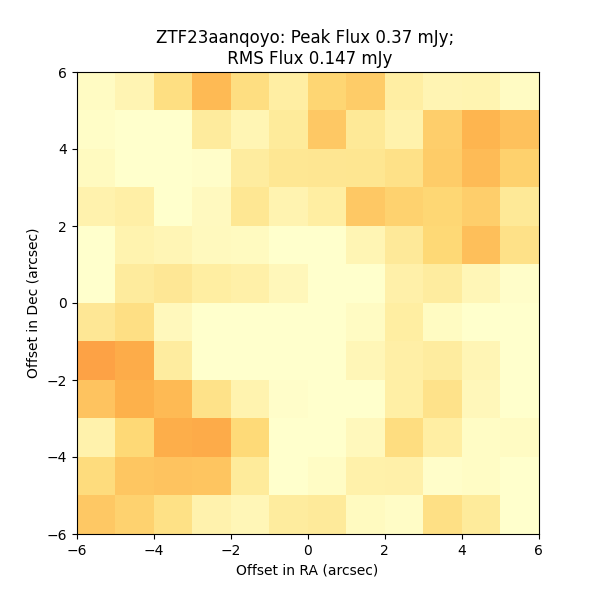 ZTF23aanqoyo: Peak Flux 0.37 mJy;
RMS Flux 0.147 mJy
6
4
2
0
−2
−4
−6
Offset in Dec (arcsec)
−6 −4 −2 0 2 4 6
Offset in RA (arcsec)